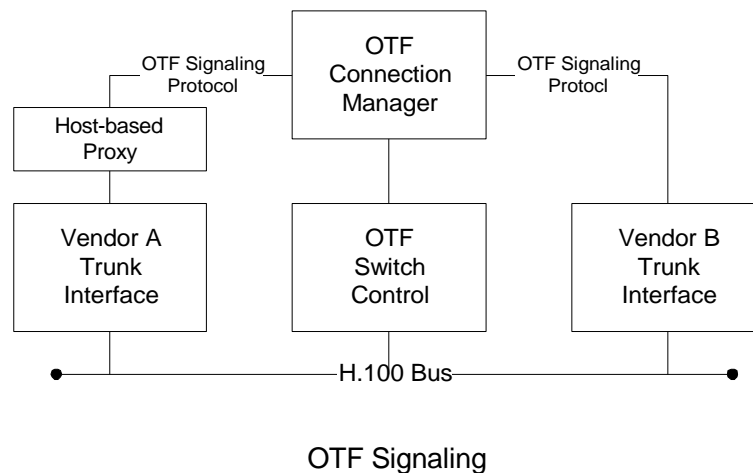 OTF
Connection
Manager
OTF Signaling
Protocol
OTF Signaling
Protocl
Host-based
Proxy
Vendor A
Trunk
Interface
OTF
Switch
Control
Vendor B
Trunk
Interface
H.100 Bus
OTF Signaling